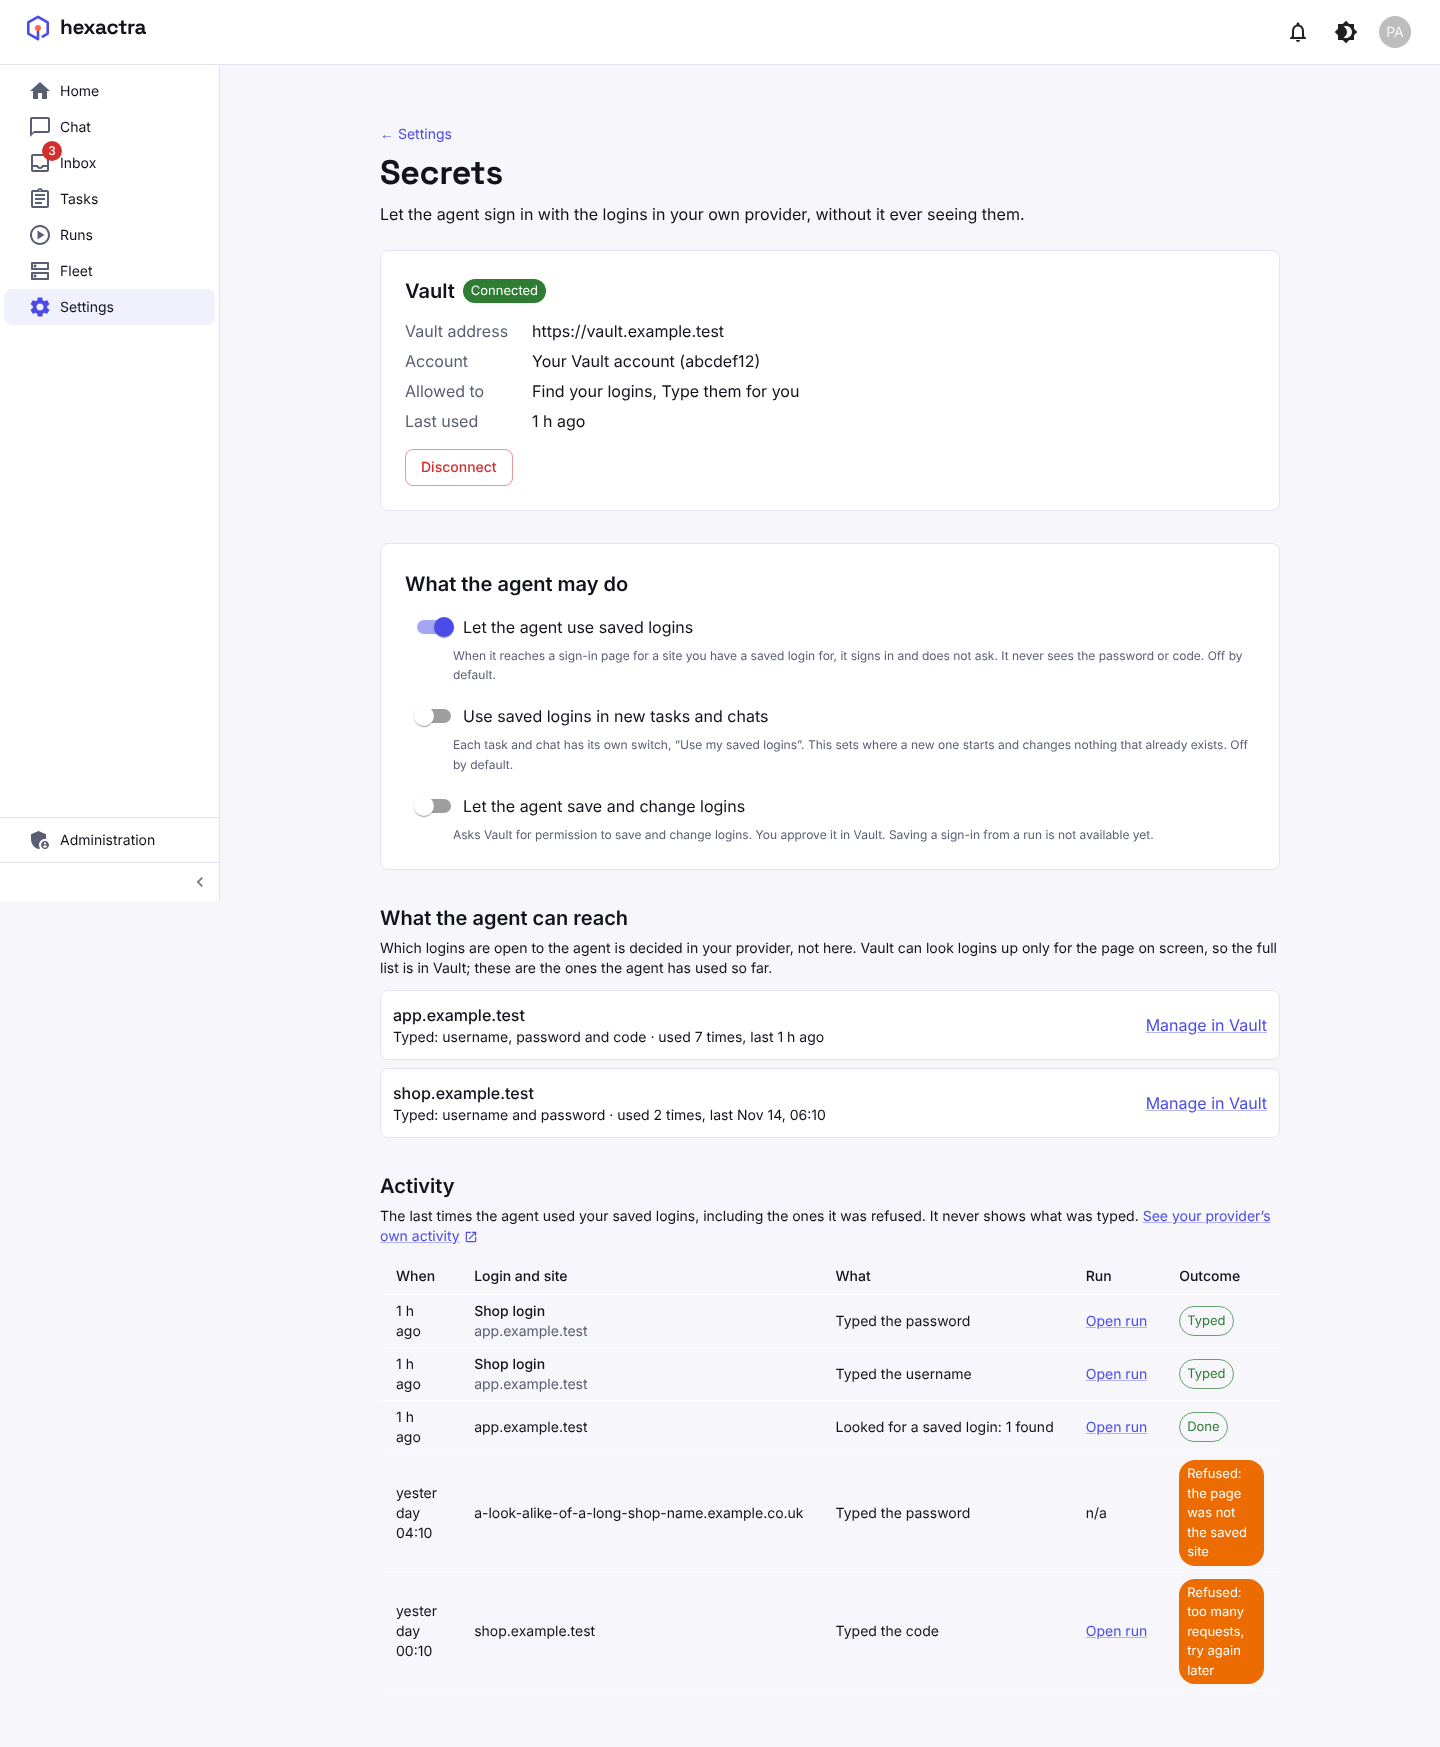 hexactra
PA
Home
Chat
3
Inbox
Tasks
Runs
Fleet
Settings
Administration
← Settings
Secrets
Let the agent sign in with the logins in your own provider, without it ever seeing them.
Vault Connected
Vault address https://vault.example.test
Account Your Vault account (abcdef12)
Allowed to Find your logins, Type them for you
Last used 1 h ago
Disconnect
What the agent may do
Let the agent use saved logins
When it reaches a sign-in page for a site you have a saved login for, it signs in and does not ask. It never sees the password or code. Off by
default.
Use saved logins in new tasks and chats
Each task and chat has its own switch, “Use my saved logins”. This sets where a new one starts and changes nothing that already exists. Off
by default.
Let the agent save and change logins
Asks Vault for permission to save and change logins. You approve it in Vault. Saving a sign-in from a run is not available yet.
What the agent can reach
Which logins are open to the agent is decided in your provider, not here. Vault can look logins up only for the page on screen, so the full
list is in Vault; these are the ones the agent has used so far.
app.example.test
Typed: username, password and code · used 7 times, last 1 h ago
Manage in Vault
shop.example.test
Typed: username and password · used 2 times, last Nov 14, 06:10
Manage in Vault
Activity
The last times the agent used your saved logins, including the ones it was refused. It never shows what was typed. See your provider’s
own activity
When Login and site What Run Outcome
1 h
ago
Shop login
app.example.test
Typed the password
Open run
Typed
1 h
ago
Shop login
app.example.test
Typed the username
Open run
Typed
1 h
ago
app.example.test
Looked for a saved login: 1 found
Open run
Done
yester
day
04:10
a-look-alike-of-a-long-shop-name.example.co.uk
Typed the password
n/a
Refused:
the page
was not
the saved
site
yester
day
00:10
shop.example.test
Typed the code
Open run
Refused:
too many
requests,
try again
later